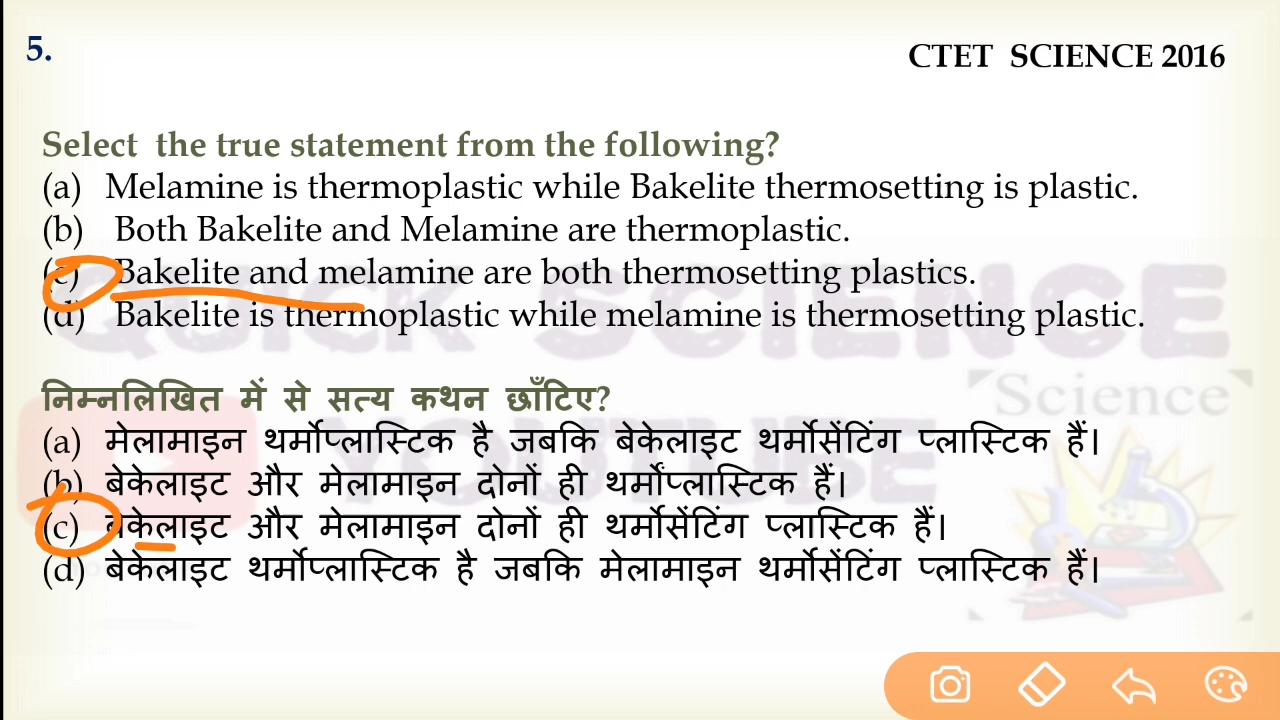 5.
CTET SCIENCE 2016
Select the true statement from the following?
(a) Melamine is thermoplastic while Bakelite thermosetting is plastic.
(b) Both Bakelite and Melamine are thermoplastic.
(c) Bakelite and melamine are both thermosetting plastics.
(d) Bakelite is thermoplastic while melamine is thermosetting plastic.
QUICK SCIENCE
Science
YOUTUBE
निम्नलिखित में से सत्य कथन छाँटिए?
(a) मेलामाइन थर्मोप्लास्टिक है जबकि बेकेलाइट थर्मोसेंटिंग प्लास्टिक हैं।
(b) बेकेलाइट और मेलामाइन दोनों ही थर्मोंप्लास्टिक हैं।
(c) बेकेलाइट और मेलामाइन दोनों ही थर्मोसेंटिंग प्लास्टिक हैं।
(d) बेकेलाइट थर्मोप्लास्टिक है जबकि मेलामाइन थर्मोसेंटिंग प्लास्टिक हैं।